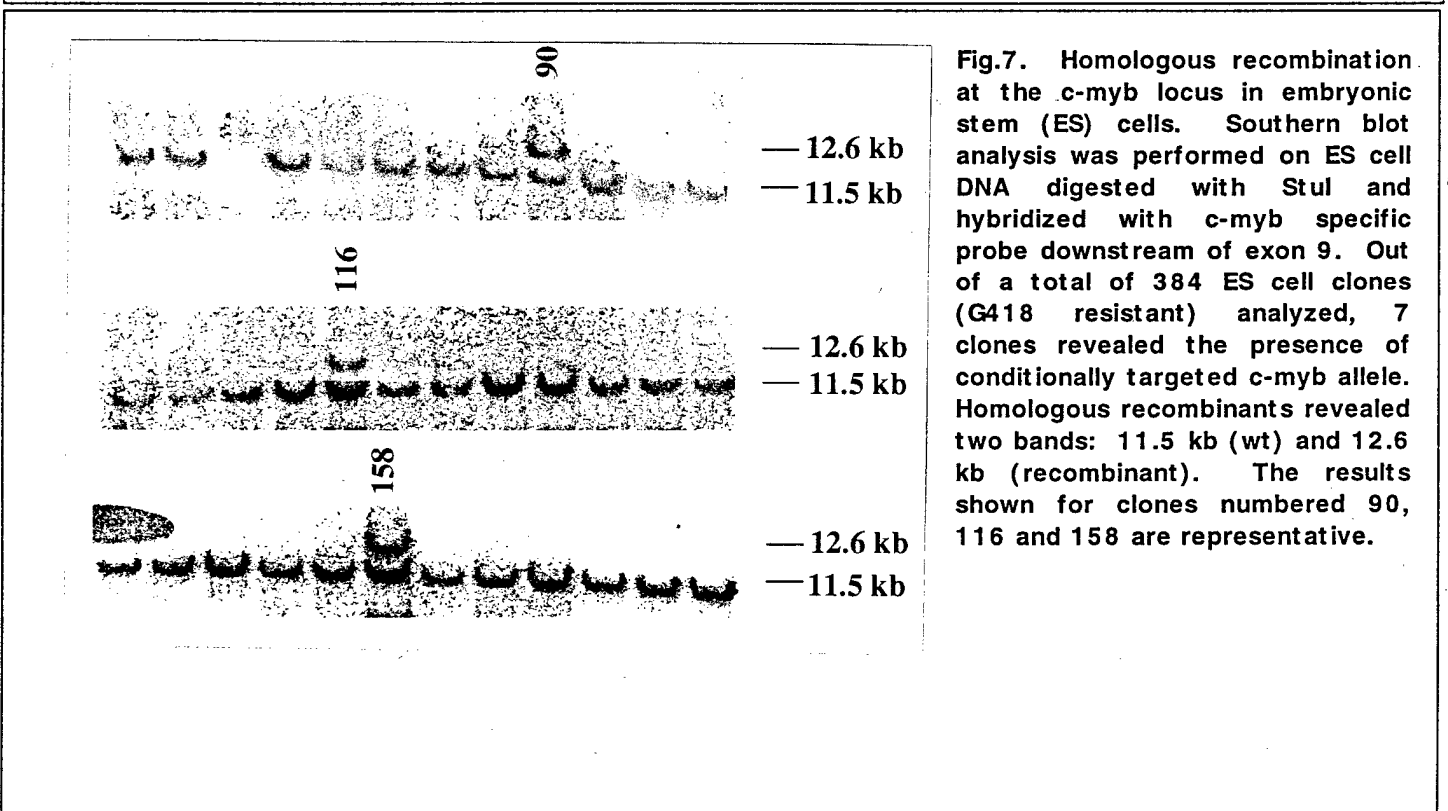 90
— 12.6 kb
— 11.5 kb
116
— 12.6 kb
— 11.5 kb
158
— 12.6 kb
— 11.5 kb
Fig.7. Homologous recombination
at the c-myb locus in embryonic
stem (ES) cells. Southern blot
analysis was performed on ES cell
DNA digested with StuI and
hybridized with c-myb specific
probe downstream of exon 9. Out
of a total of 384 ES cell clones
(G418 resistant) analyzed, 7
clones revealed the presence of
conditionally targeted c-myb allele.
Homologous recombinants revealed
two bands: 11.5 kb (wt) and 12.6
kb (recombinant). The results
shown for clones numbered 90,
116 and 158 are representative.